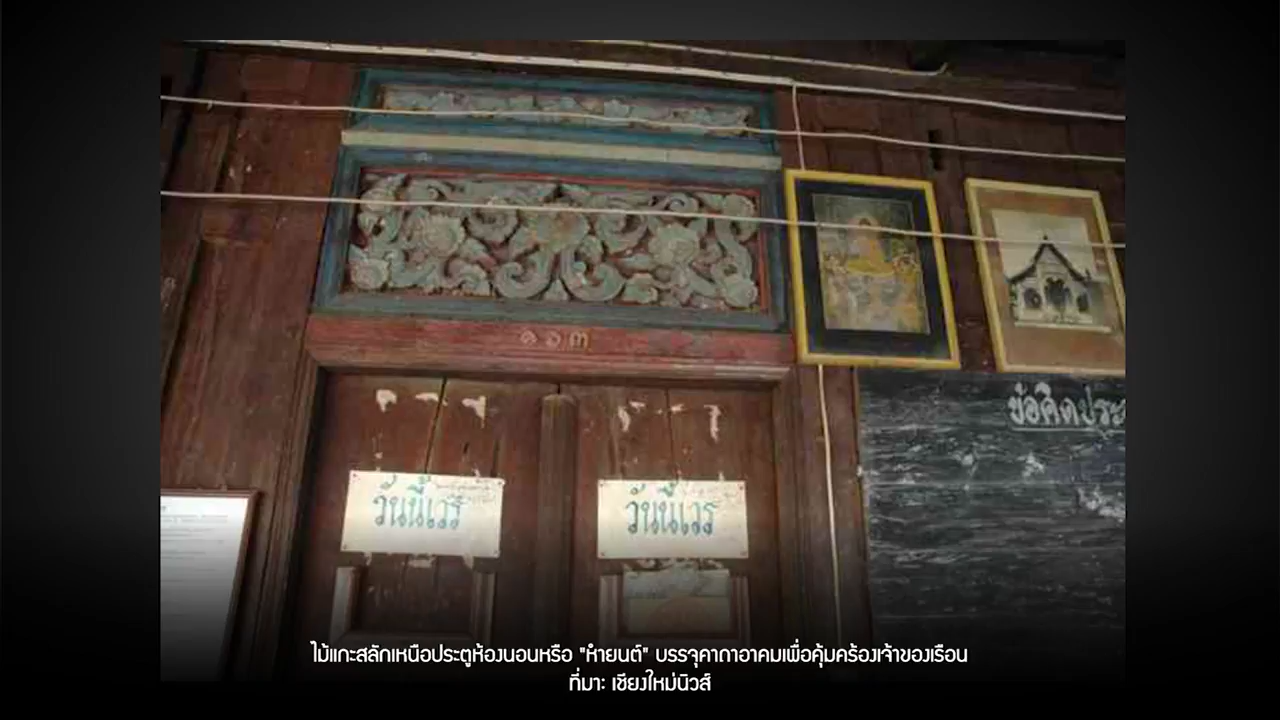 ๑๖๓
ข้อคิดประ
วันนี้เวร
วันนี้เวร
ไม้แกะสลักเหนือประตูห้องนอนหรือ "หำยนต์" บรรจุคาถาอาคมเพื่อคุ้มครองเจ้าของเรือน
ที่มา: เชียงใหม่นิวส์